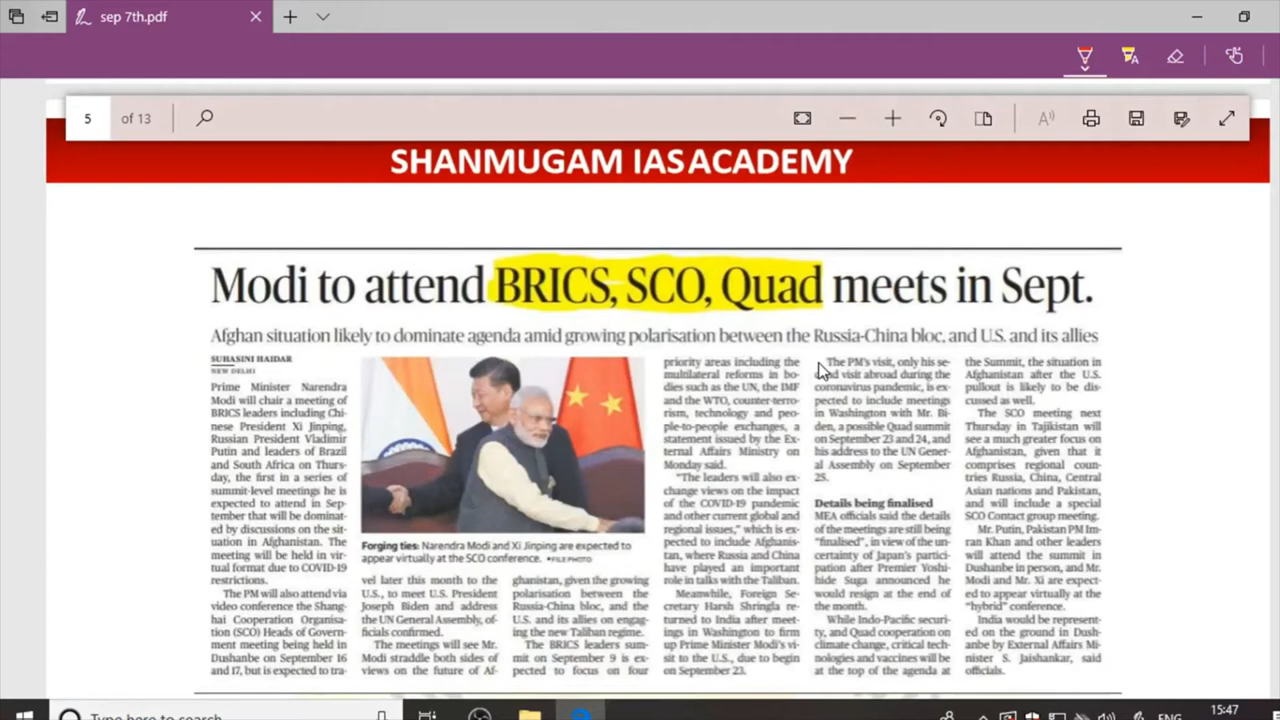 sep 7th.pdf
5 of 13
SHANMUGAM IAS ACADEMY
Modi to attend BRICS, SCO, Quad meets in Sept.
Afghan situation likely to dominate agenda amid growing polarisation between the Russia-China bloc, and U.S. and its allies
SUHASINI HAIDAR
NEW DELHI
Prime Minister Narendra
Modi will chair a meeting of
BRICS leaders including Chi-
nese President Xi Jinping,
Russian President Vladimir
Putin and leaders of Brazil
and South Africa on Thurs-
day, the first in a series of
summit-level meetings he is
expected to attend in Sep-
tember that will be dominat-
ed by discussions on the sit-
uation in Afghanistan. The
meeting will be held in vir-
tual format due to COVID-19
restrictions.
The PM will also attend via
video conference the Shang-
hai Cooperation Organisa-
tion (SCO) Heads of Govern-
ment meeting being held in
Dushanbe on September 16
and 17, but is expected to tra-
Forging ties: Narendra Modi and Xi Jinping are expected to
appear virtually at the SCO conference. •FILE PHOTO
vel later this month to the
U.S., to meet U.S. President
Joseph Biden and address
the UN General Assembly, of-
ficials confirmed.
The meetings will see Mr.
Modi straddle both sides of
views on the future of Af-
ghanistan, given the growing
polarisation between the
Russia-China bloc, and the
U.S. and its allies on engag-
ing the new Taliban regime.
The BRICS leaders sum-
mit on September 9 is ex-
pected to focus on four
priority areas including the
multilateral reforms in bo-
dies such as the UN, the IMF
and the WTO, counter-terro-
rism, technology and peo-
ple-to-people exchanges, a
statement issued by the Ex-
ternal Affairs Ministry on
Monday said.
"The leaders will also ex-
change views on the impact
of the COVID-19 pandemic
and other current global and
regional issues," which is ex-
pected to include Afghanis-
tan, where Russia and China
have played an important
role in talks with the Taliban.
Meanwhile, Foreign Se-
cretary Harsh Shringla re-
turned to India after meet-
ings in Washington to firm
up Prime Minister Modi's vi-
sit to the U.S., due to begin
on September 23.
The PM's visit, only his se-
cond visit abroad during the
coronavirus pandemic, is ex-
pected to include meetings
in Washington with Mr. Bi-
den, a possible Quad summit
on September 23 and 24, and
his address to the UN Gener-
al Assembly on September
25.
Details being finalised
MEA officials said the details
of the meetings are still being
"finalised", in view of the un-
certainty of Japan's partici-
pation after Premier Yoshi-
hide Suga announced he
would resign at the end of
the month.
While Indo-Pacific securi-
ty, and Quad cooperation on
climate change, critical tech-
nologies and vaccines will be
at the top of the agenda at
the Summit, the situation in
Afghanistan after the U.S.
pullout is likely to be dis-
cussed as well.
The SCO meeting next
Thursday in Tajikistan will
see a much greater focus on
Afghanistan, given that it
comprises regional coun-
tries Russia, China, Central
Asian nations and Pakistan,
and will include a special
SCO Contact group meeting.
Mr. Putin, Pakistan PM Im-
ran Khan and other leaders
will attend the summit in
Dushanbe in person, and Mr.
Modi and Mr. Xi are expect-
ed to appear virtually at the
"hybrid" conference.
India would be represent-
ed on the ground in Dush-
anbe by External Affairs Mi-
nister S. Jaishankar, said
officials.
Type here to search
ENG
15:47